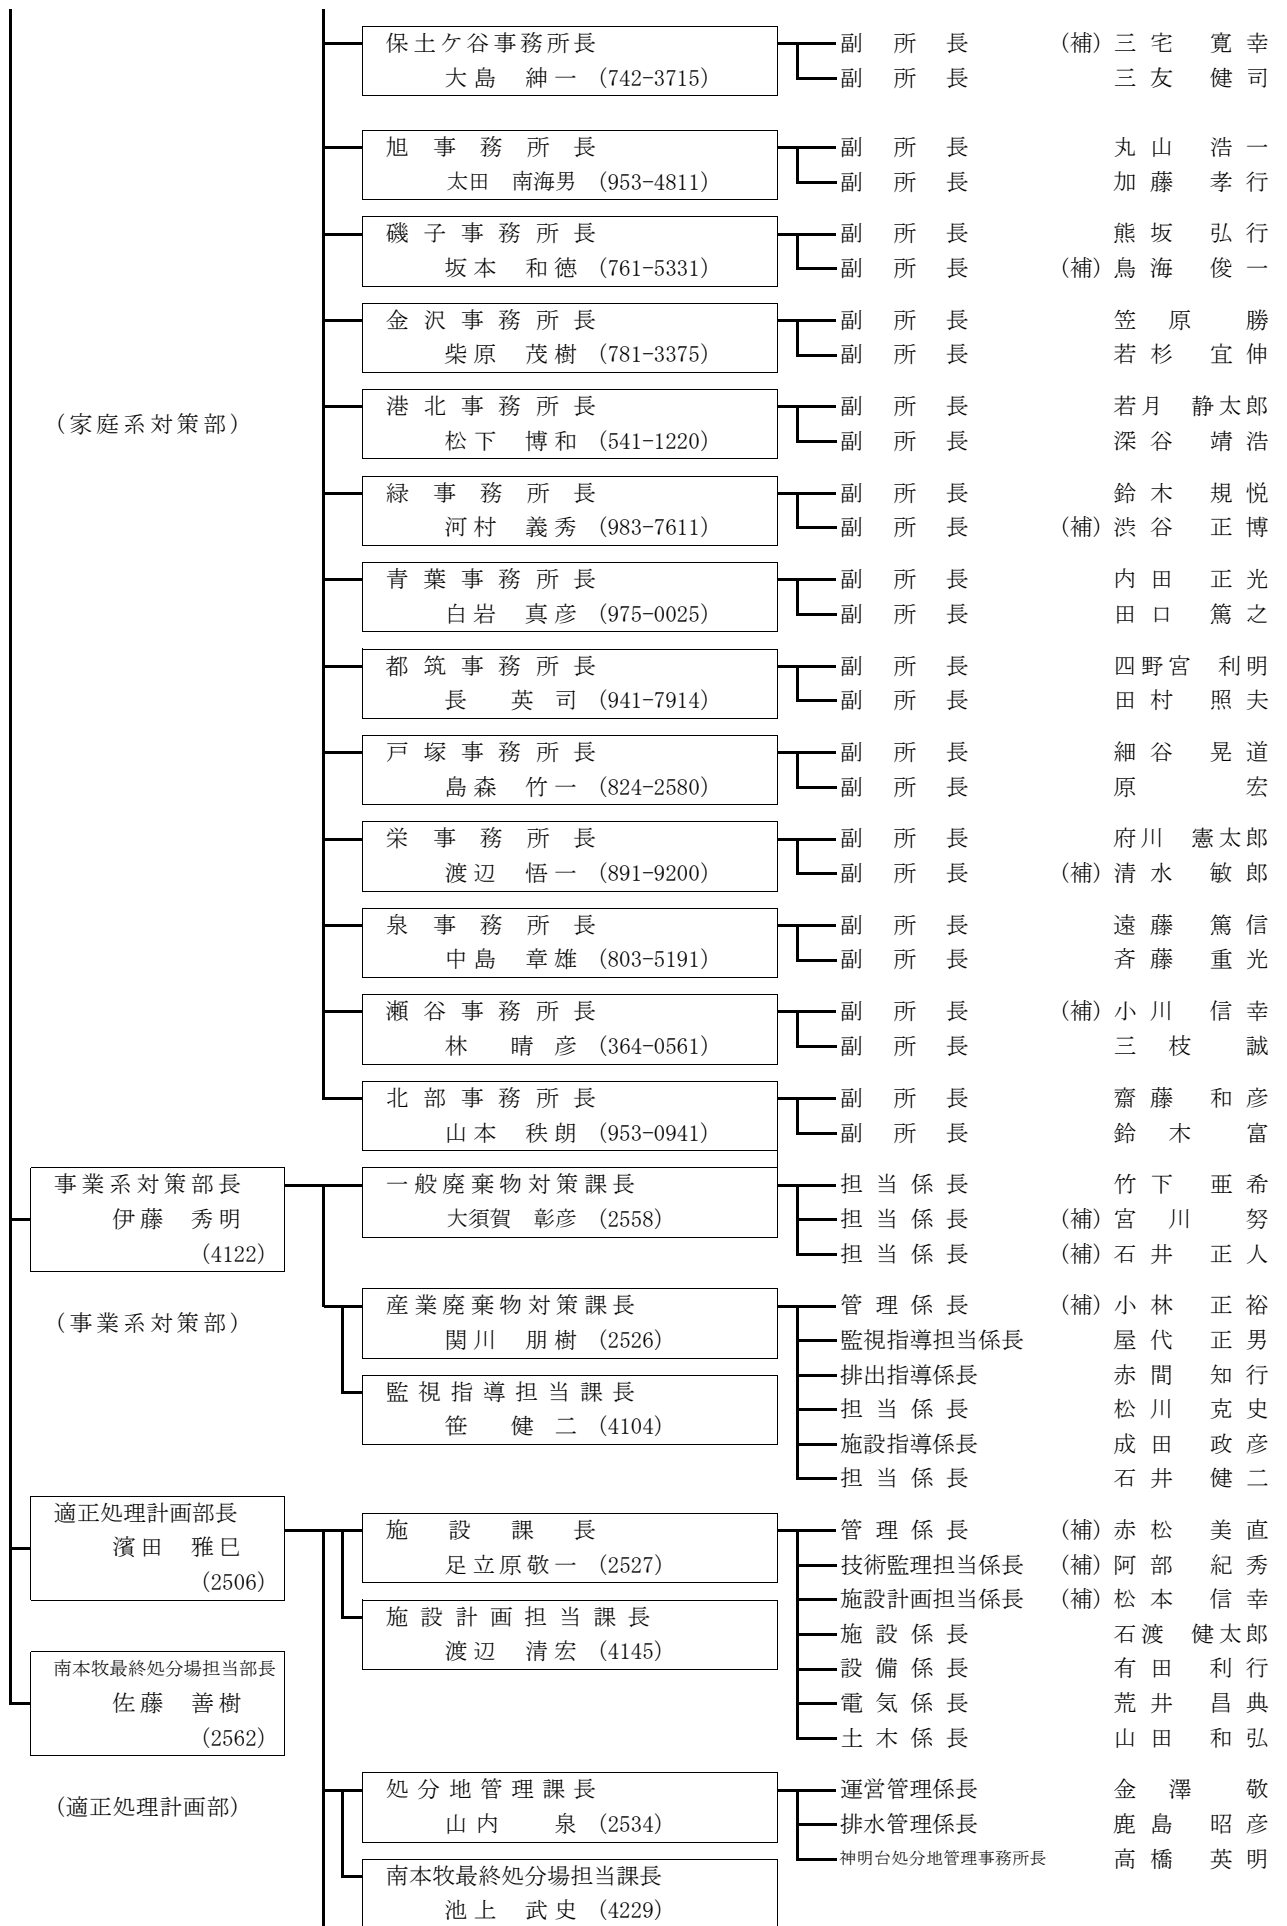 保土ケ谷事務所長 副所長 (補) 三宅 寛幸
大島 紳一 (742-3715) 副所長 三友 健司
旭事務所長 副所長 丸山 浩一
太田 南海男 (953-4811) 副所長 加藤 孝行
磯子事務所長 副所長 熊坂 弘行
坂本 和徳 (761-5331) 副所長 (補) 鳥海 俊一
金沢事務所長 副所長 笠原 勝
柴原 茂樹 (781-3375) 副所長 若杉 宜伸
港北事務所長 副所長 若月 静太郎
(家庭系対策部)
松下 博和 (541-1220) 副所長 深谷 靖浩
緑事務所長 副所長 鈴木 規悦
河村 義秀 (983-7611) 副所長 (補) 渋谷 正博
青葉事務所長 副所長 内田 正光
白岩 真彦 (975-0025) 副所長 田口 篤之
都筑事務所長 副所長 四野宮 利明
長 英司 (941-7914) 副所長 田村 照夫
戸塚事務所長 副所長 細谷 晃道
島森 竹一 (824-2580) 副所長 原 宏
栄事務所長 副所長 府川 憲太郎
渡辺 悟一 (891-9200) 副所長 (補) 清水 敏郎
泉事務所長 副所長 遠藤 篤信
中島 章雄 (803-5191) 副所長 斉藤 重光
瀬谷事務所長 副所長 (補) 小川 信幸
林 晴彦 (364-0561) 副所長 三枝 誠
北部事務所長 副所長 齋藤 和彦
山本 秩朗 (953-0941) 副所長 鈴木 富
事業系対策部長 一般廃棄物対策課長 担当係長 竹下 亜希
伊藤 秀明 大須賀 彰彦 (2558) 担当係長 (補) 宮川 努
(4122) 担当係長 (補) 石井 正人
産業廃棄物対策課長 管理係長 (補) 小林 正裕
(事業系対策部)
関川 朋樹 (2526) 監視指導担当係長 屋代 正男
排出指導係長 赤間 知行
監視指導担当課長 担当係長 松川 克史
笹 健二 (4104) 施設指導係長 成田 政彦
担当係長 石井 健二
適正処理計画部長 施設課長 管理係長 (補) 赤松 美直
濱田 雅巳 足立原敬一 (2527) 技術監理担当係長 (補) 阿部 紀秀
(2506) 施設計画担当係長 (補) 松本 信幸
施設計画担当課長 施設係長 石渡 健太郎
渡辺 清宏 (4145) 設備係長 有田 利行
南本牧最終処分場担当部長
佐藤 善樹 電気係長 荒井 昌典
(2562) 土木係長 山田 和弘
処分地管理課長 運営管理係長 金澤 敬
(適正処理計画部)
山内 泉 (2534) 排水管理係長 鹿島 昭彦
神明台処分地管理事務所長 高橋 英明
南本牧最終処分場担当課長
池上 武史 (4229)